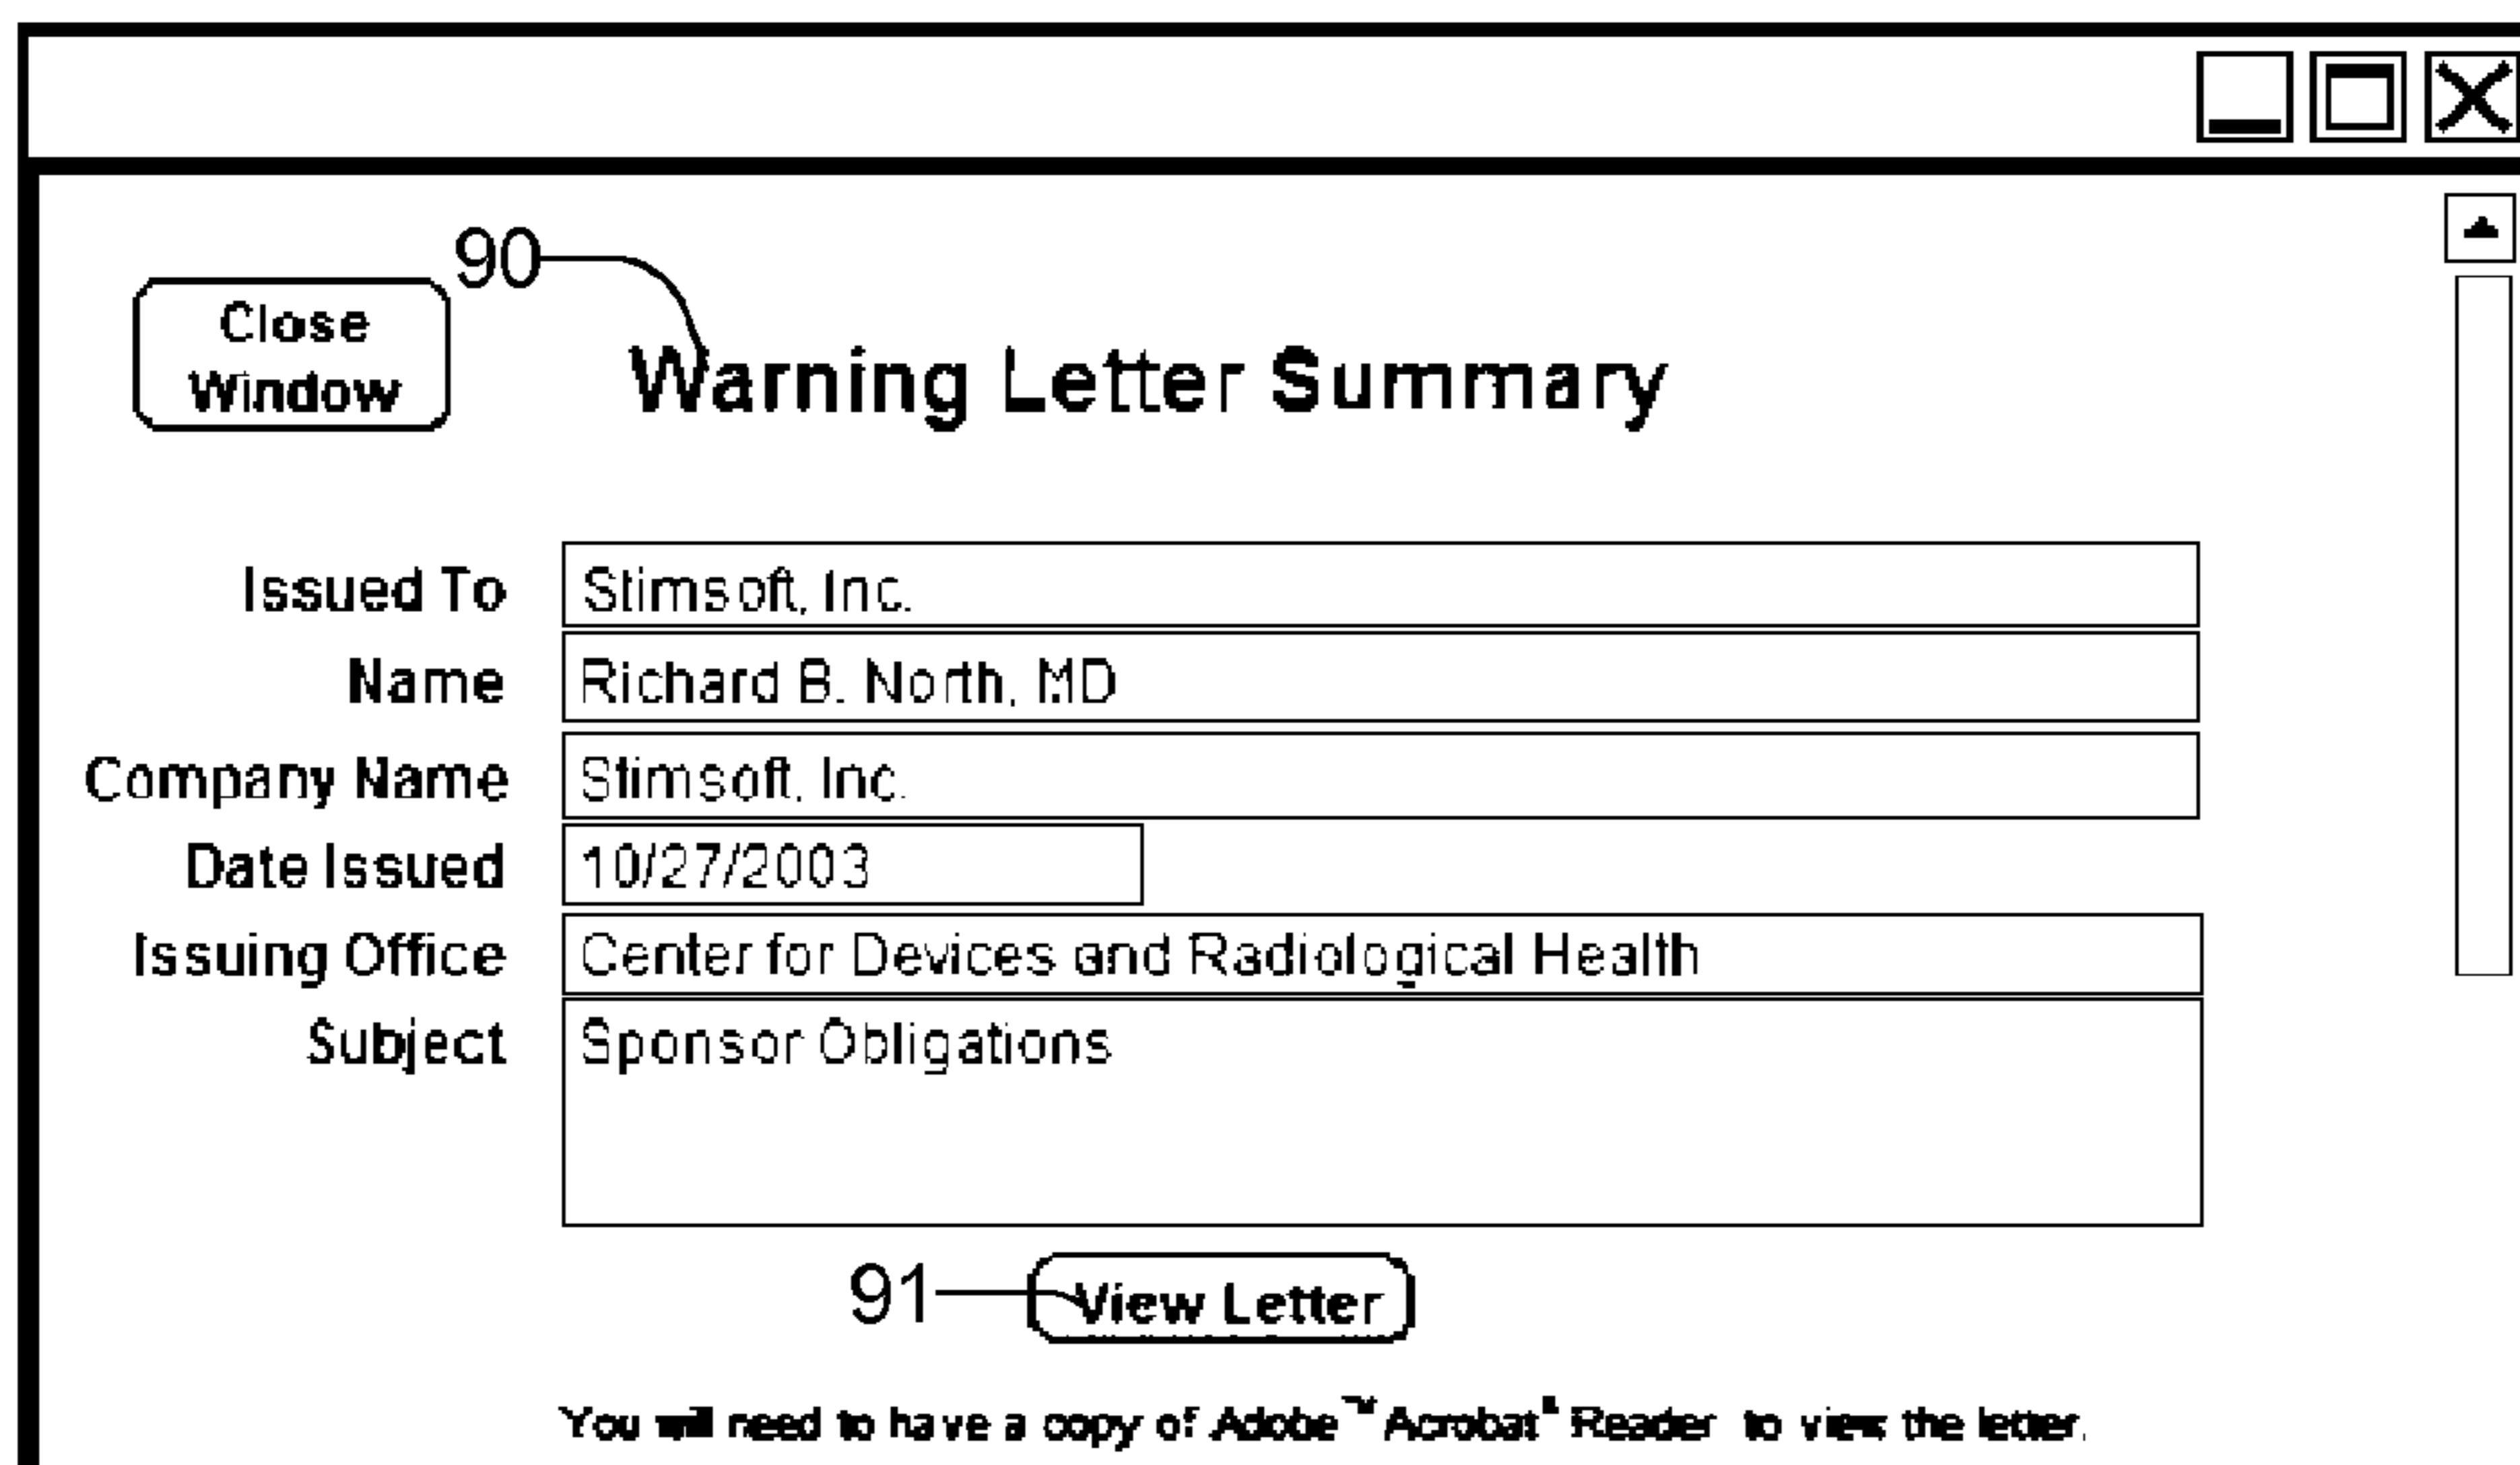 90
Close
Window
Warning Letter Summary
Issued To Stimsoft, Inc.
Name Richard B. North, MD
Company Name Stimsoft, Inc.
Date Issued 10/27/2003
Issuing Office Center for Devices and Radiological Health
Subject Sponsor Obligations
91 View Letter
You will need to have a copy of Adobe™ Acrobat® Reader to view the letter.